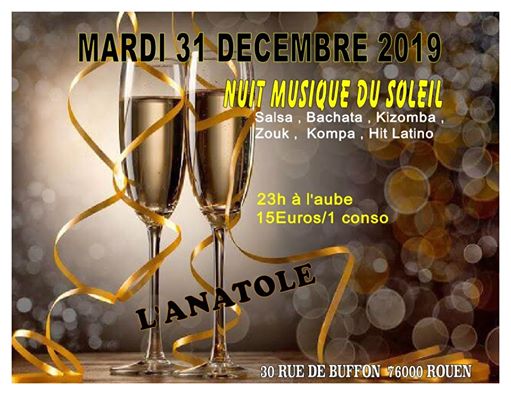 MARDI 31 DECEMBRE 2019
NUIT MUSIQUE DU SOLEIL
Salsa , Bachata , Kizomba ,
Zouk , Kompa , Hit Latino
23h à l'aube
15Euros/1 conso
L'ANATOLE
30 RUE DE BUFFON 76000 ROUEN